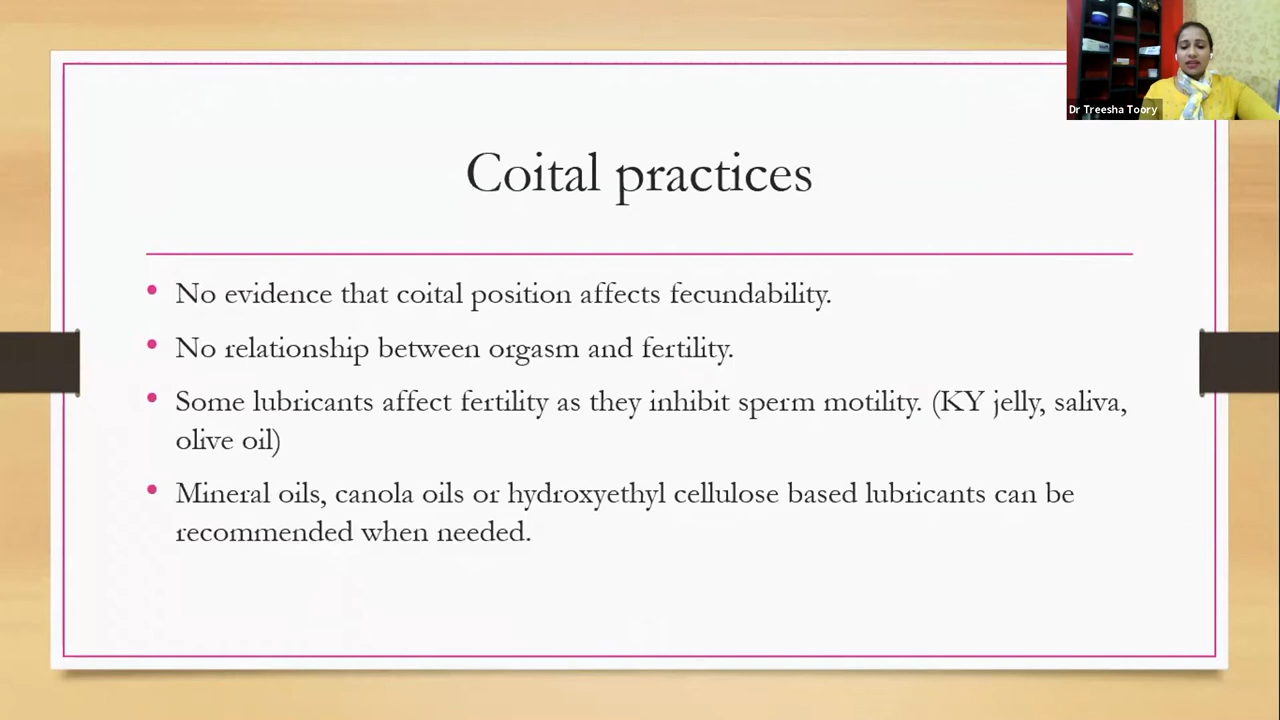 Dr Treesha Toory
Coital practices
• No evidence that coital position affects fecundability.
• No relationship between orgasm and fertility.
• Some lubricants affect fertility as they inhibit sperm motility. (KY jelly, saliva,
olive oil)
• Mineral oils, canola oils or hydroxyethyl cellulose based lubricants can be
recommended when needed.